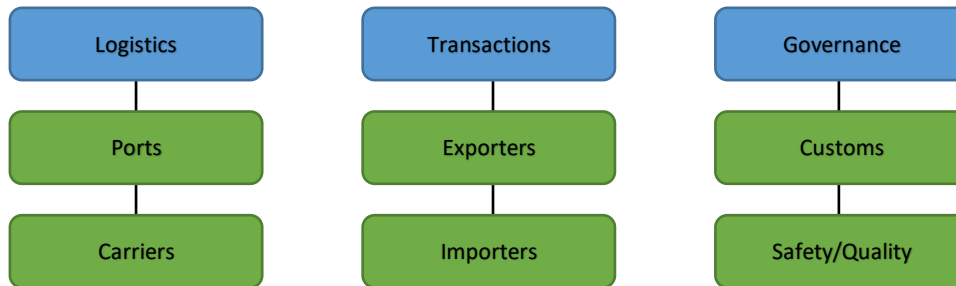 Logistics
Transactions
Governance
Ports
Exporters
Customs
Carriers
Importers
Safety/Quality